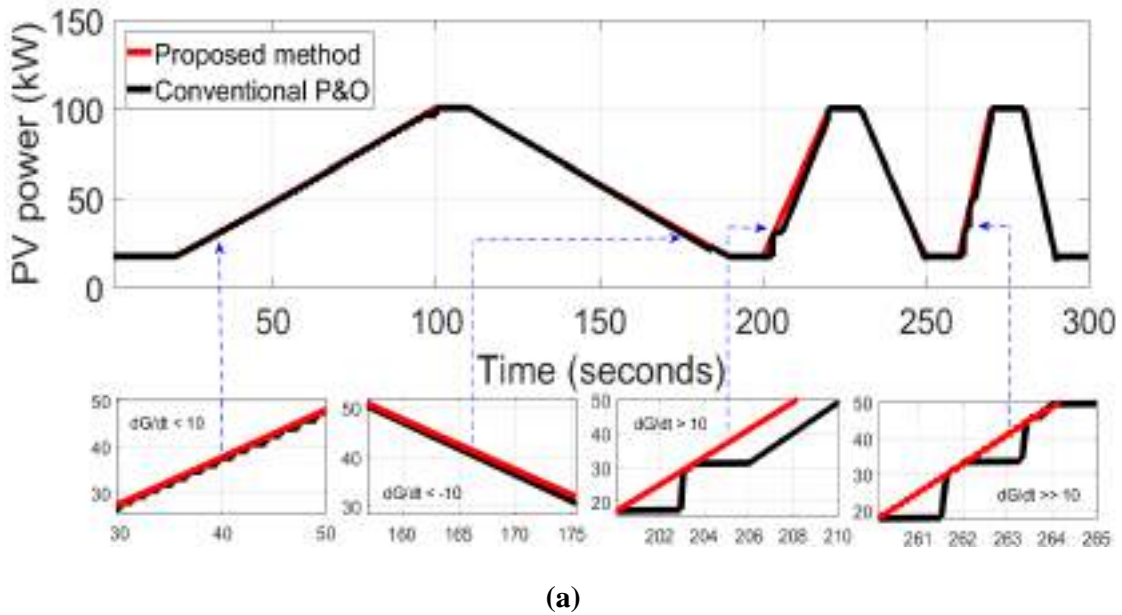 150
100
50
0
PV power (kW)
Proposed method
Conventional P&O
50 100 150 200 250 300
Time (seconds)
50
40
30
dG/dt < 10
30 40 50
50
40
30
dG/dt < -10
160 165 170 175
50
40
30
20
dG/dt > 10
202 204 206 208 210
50
40
30
20
dG/dt >> 10
261 262 263 264 265
(a)